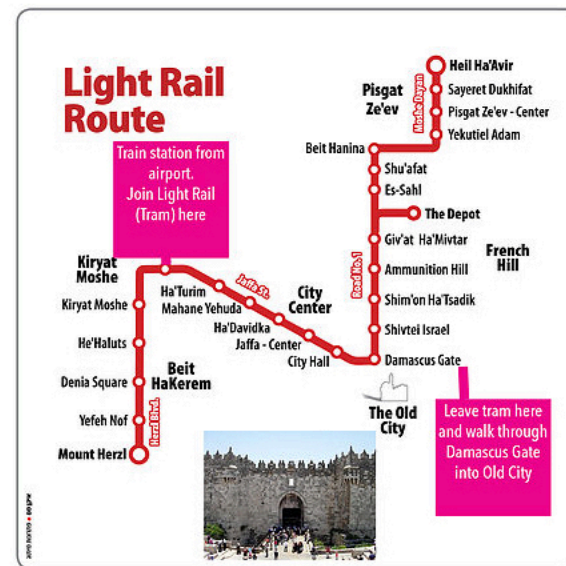 Light Rail
Route
Train station from
airport.
Join Light Rail
(Tram) here
Heil Ha'Avir
Pisgat
Ze'ev
Moshe Dayan
Sayeret Dukhifat
Pisgat Ze'ev - Center
Yekutiel Adam
Beit Hanina
Shu'afat
Es-Sahl
The Depot
Giv'at Ha'Mivtar
French
Hill
Road No. 1
Ammunition Hill
Shim'on Ha'Tsadik
Shivtei Israel
Damascus Gate
Kiryat
Moshe
Ha'Turim
Jaffa St.
Mahane Yehuda
City
Center
Ha'Davidka
Jaffa - Center
City Hall
Kiryat Moshe
He'Haluts
Beit
HaKerem
Denia Square
Yefeh Nof
Herzl Blvd.
Mount Herzl
The Old
City
Leave tram here
and walk through
Damascus Gate
into Old City